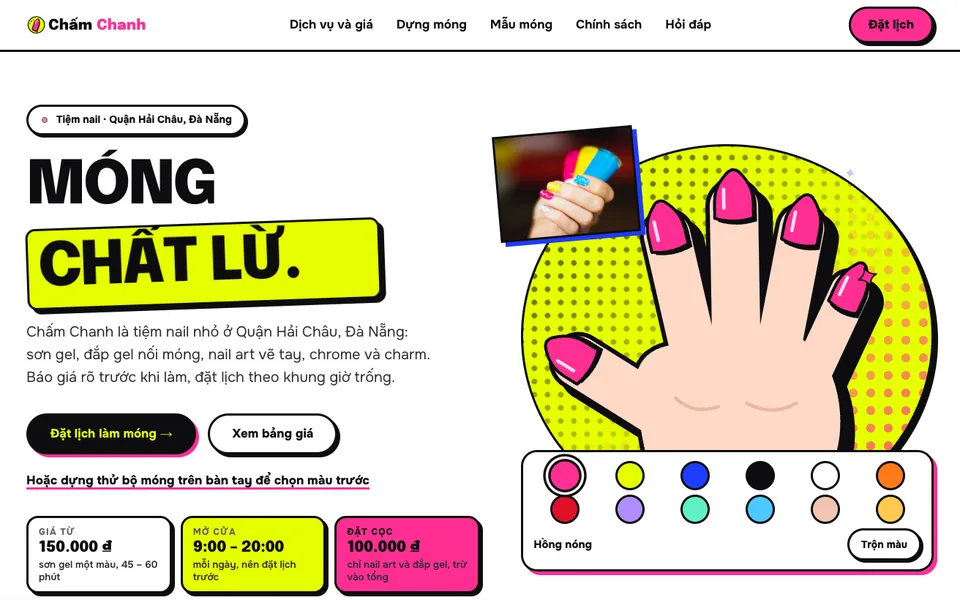 Chấm Chanh
Dịch vụ và giá
Dựng móng
Mẫu móng
Chính sách
Hỏi đáp
Đặt lịch
Tiệm nail · Quận Hải Châu, Đà Nẵng
MÓNG
CHẤT LỪ.
Chấm Chanh là tiệm nail nhỏ ở Quận Hải Châu, Đà Nẵng:
sơn gel, đắp gel nối móng, nail art vẽ tay, chrome và charm.
Báo giá rõ trước khi làm, đặt lịch theo khung giờ trống.
Đặt lịch làm móng →
Xem bảng giá
Hoặc dựng thử bộ móng trên bàn tay để chọn màu trước
GIÁ TỪ
150.000 ₫
sơn gel một màu, 45 – 60
phút
MỞ CỬA
9:00 – 20:00
mỗi ngày, nên đặt lịch
trước
ĐẶT CỌC
100.000 ₫
chỉ nail art và đắp gel, trừ
vào tổng
Hồng nóng
Trộn màu